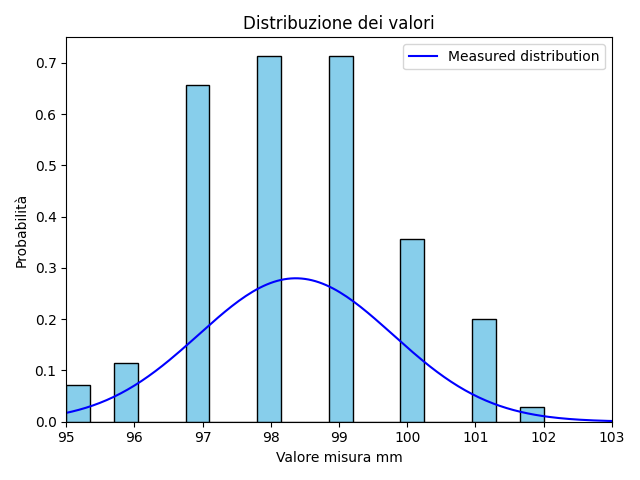 Distribuzione dei valori
Measured distribution
Probabilità
0.7
0.6
0.5
0.4
0.3
0.2
0.1
0.0
95 96 97 98 99 100 101 102 103
Valore misura mm